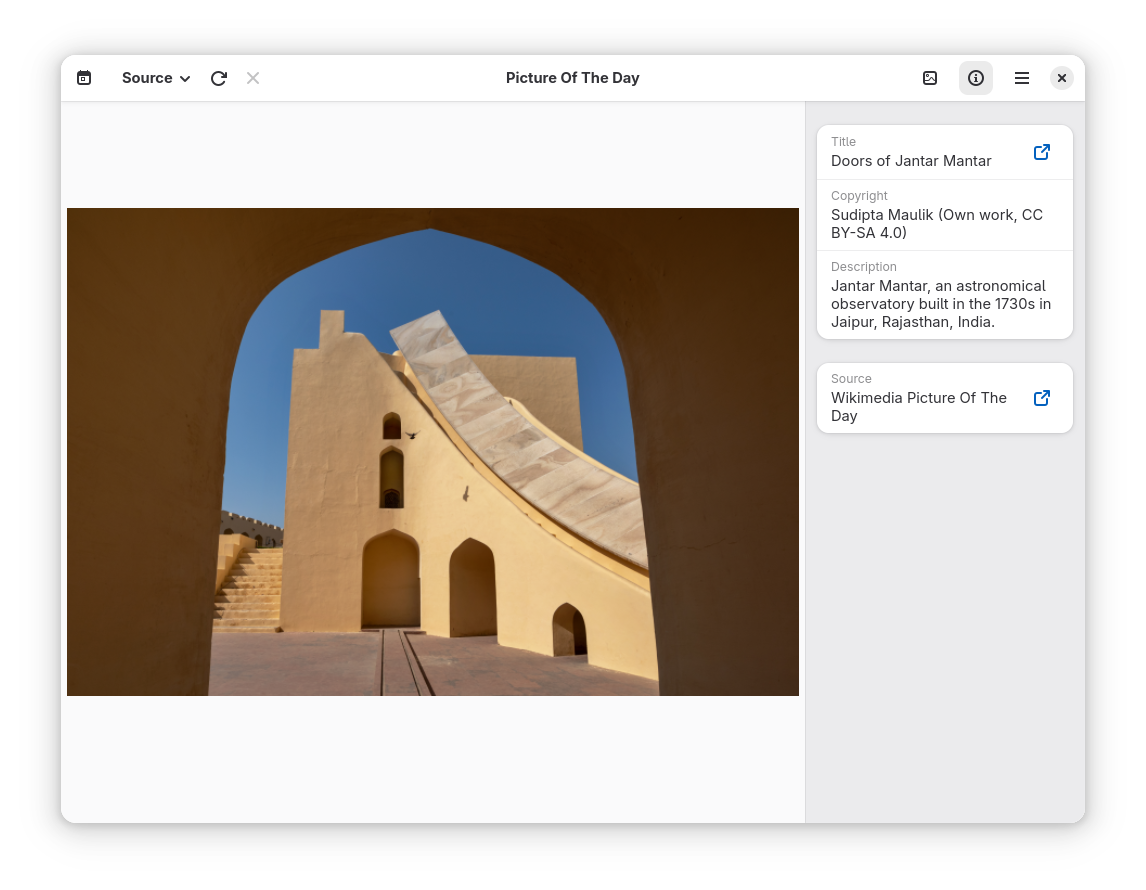 Source
Picture Of The Day
Title
Doors of Jantar Mantar
Copyright
Sudipta Maulik (Own work, CC
BY-SA 4.0)
Description
Jantar Mantar, an astronomical
observatory built in the 1730s in
Jaipur, Rajasthan, India.
Source
Wikimedia Picture Of The
Day